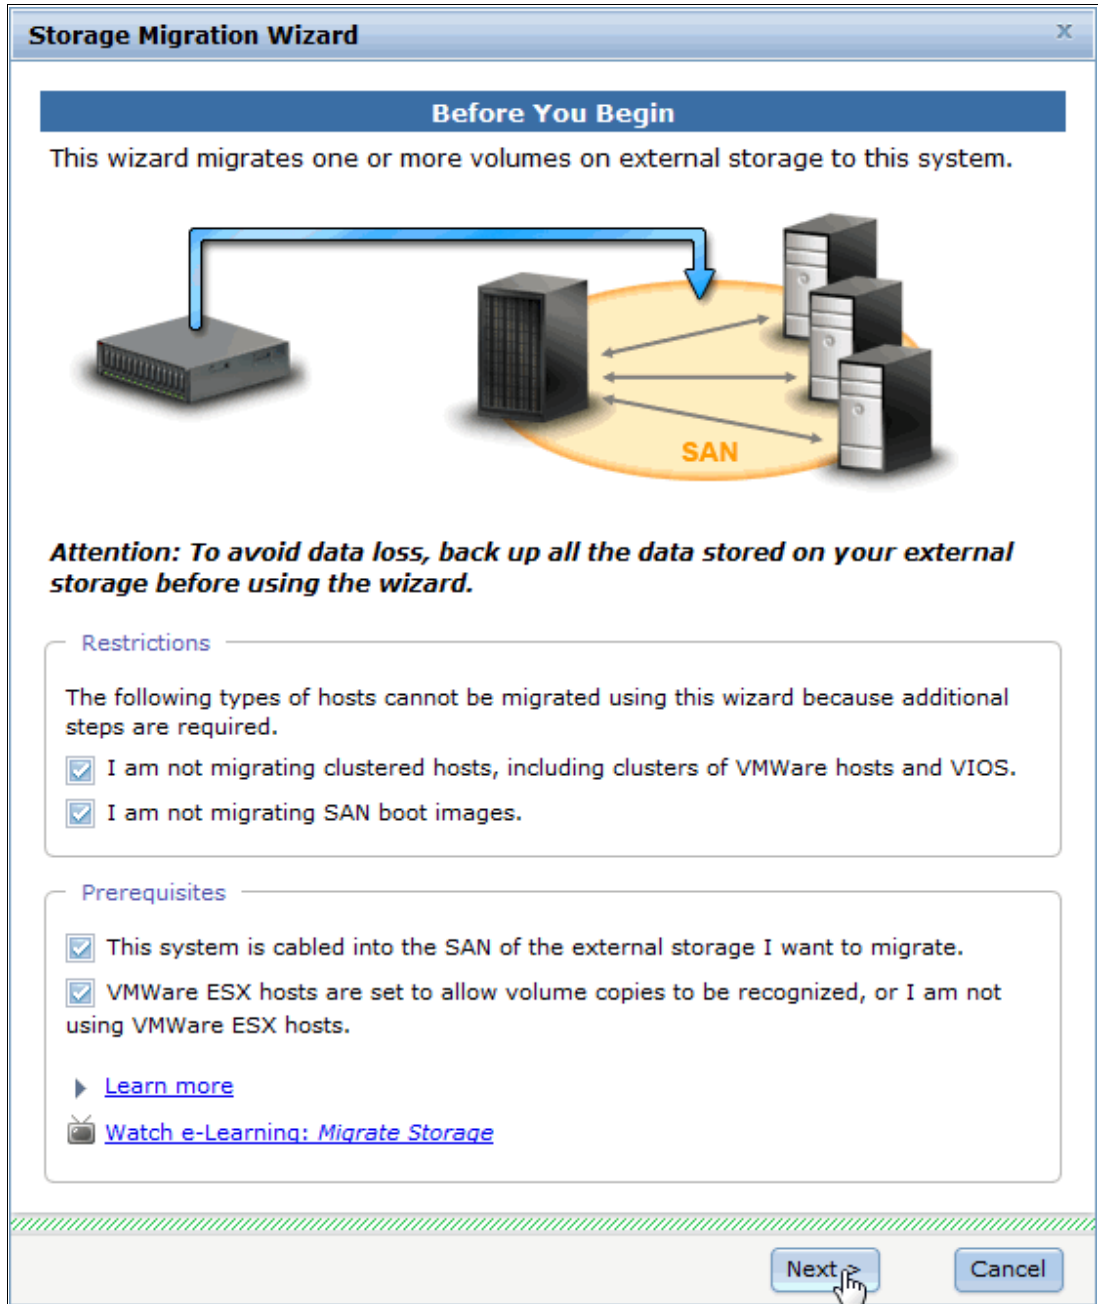 Storage Migration Wizard
x
Before You Begin
This wizard migrates one or more volumes on external storage to this system.
SAN
Attention: To avoid data loss, back up all the data stored on your external
storage before using the wizard.
Restrictions
The following types of hosts cannot be migrated using this wizard because additional
steps are required.
I am not migrating clustered hosts, including clusters of VMWare hosts and VIOS.
I am not migrating SAN boot images.
Prerequisites
This system is cabled into the SAN of the external storage I want to migrate.
VMWare ESX hosts are set to allow volume copies to be recognized, or I am not
using VMWare ESX hosts.
Learn more
Watch e-Learning: Migrate Storage
Next >
Cancel